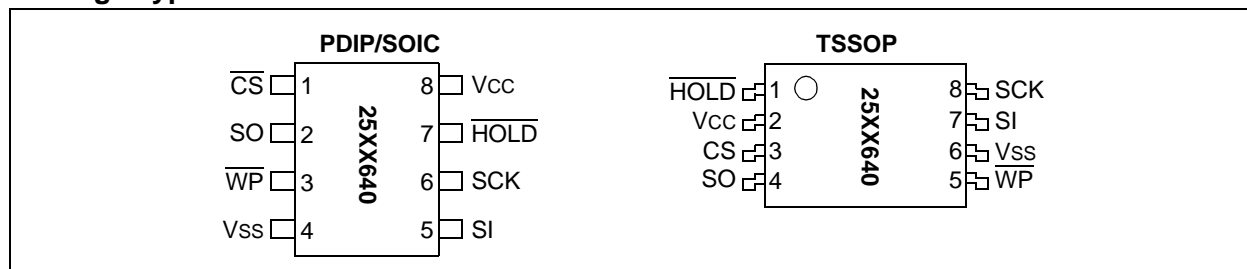 PDIP/SOIC
CS 1 8 VCC
SO 2 7 HOLD
WP 3 6 SCK
VSS 4 5 SI
25XX640
TSSOP
HOLD 1 8 SCK
VCC 2 7 SI
CS 3 6 VSS
SO 4 5 WP
25XX640